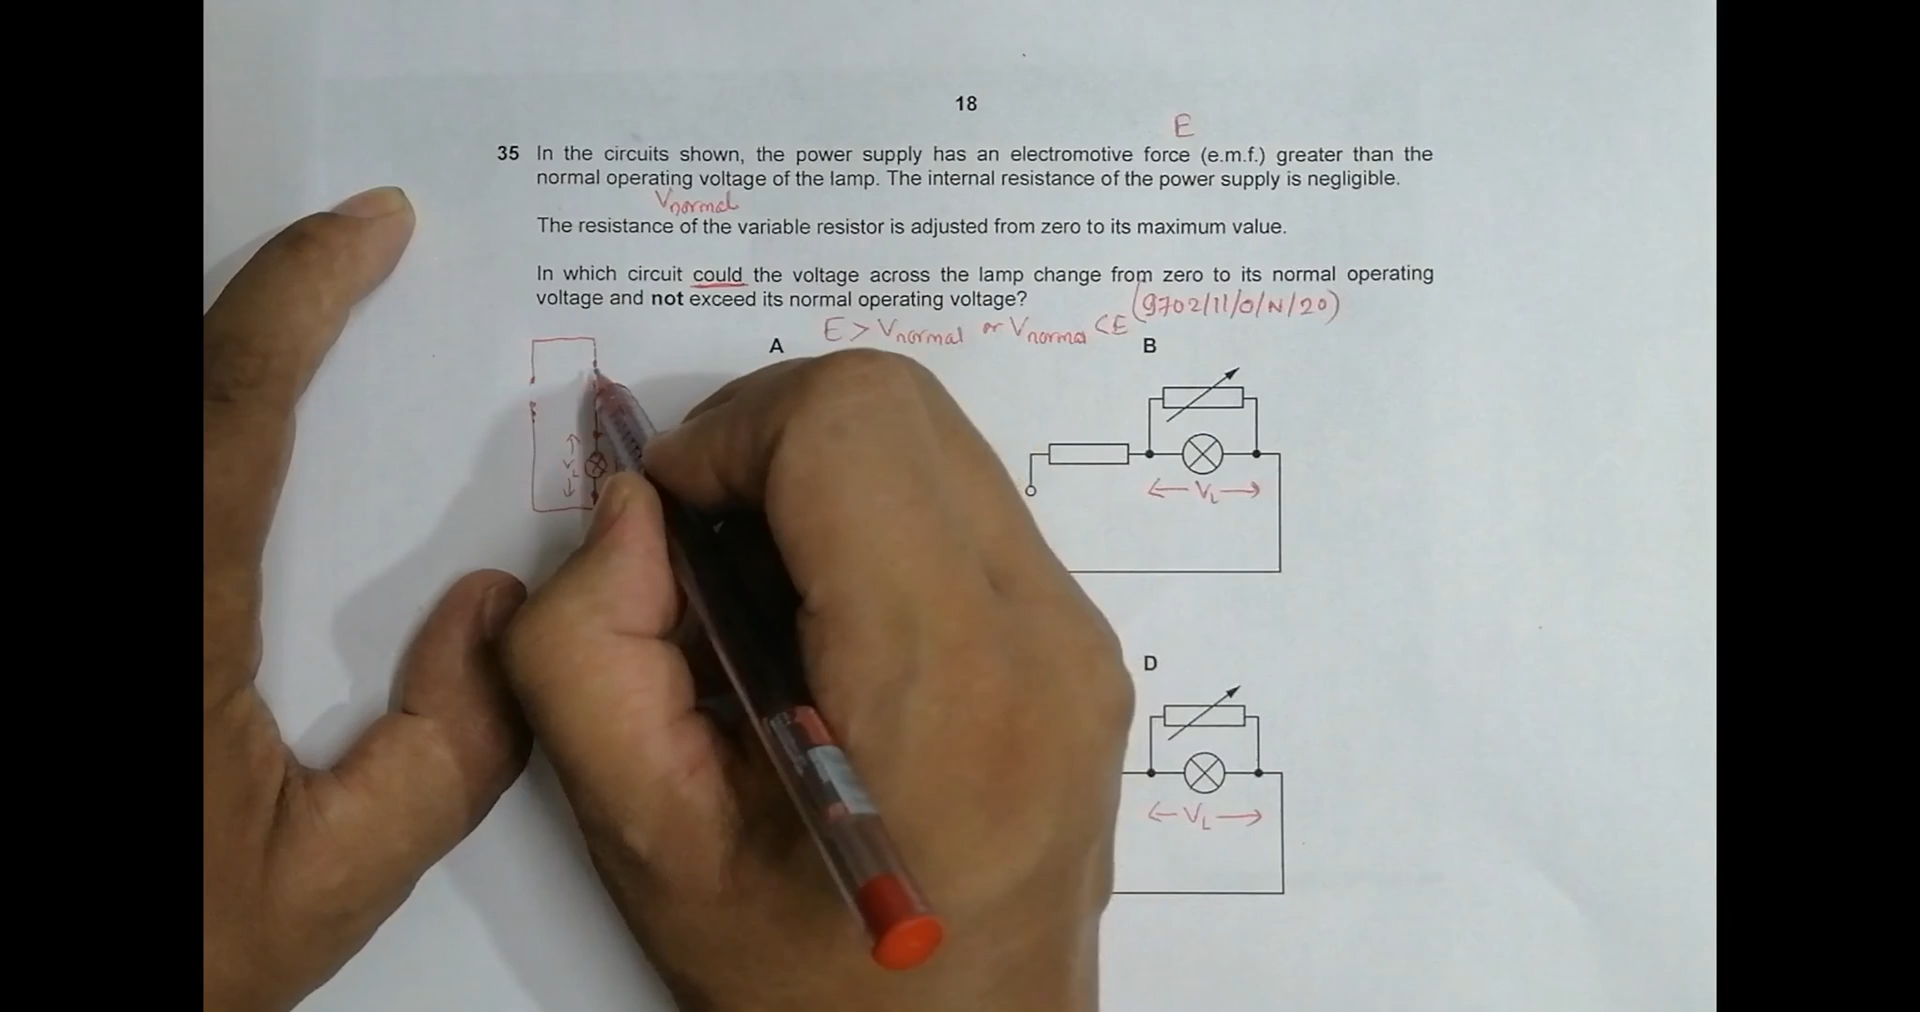 18
E
35 In the circuits shown, the power supply has an electromotive force (e.m.f.) greater than the
normal operating voltage of the lamp. The internal resistance of the power supply is negligible.
Vnormal
The resistance of the variable resistor is adjusted from zero to its maximum value.
In which circuit could the voltage across the lamp change from zero to its normal operating
voltage and not exceed its normal operating voltage?
(9702/11/O/N/20)
E > Vnormal or Vnorma < E
A
B
VL
VL
D
VL